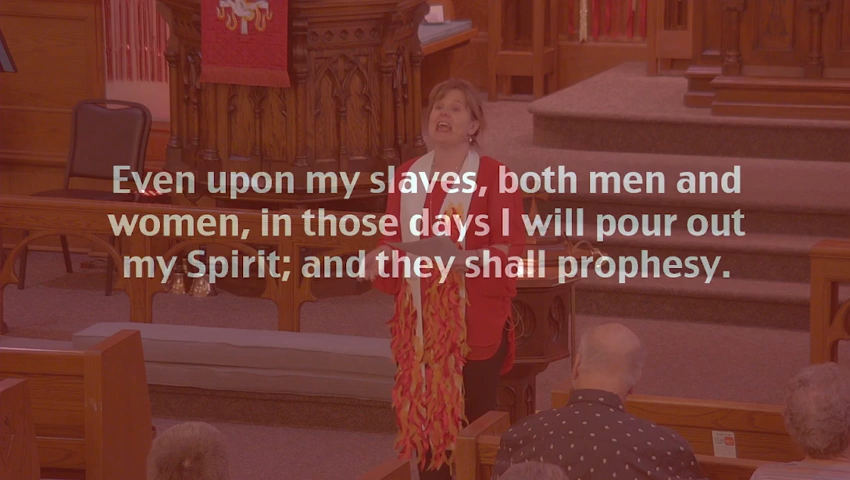 Even upon my slaves, both men and
women, in those days I will pour out
my Spirit; and they shall prophesy.